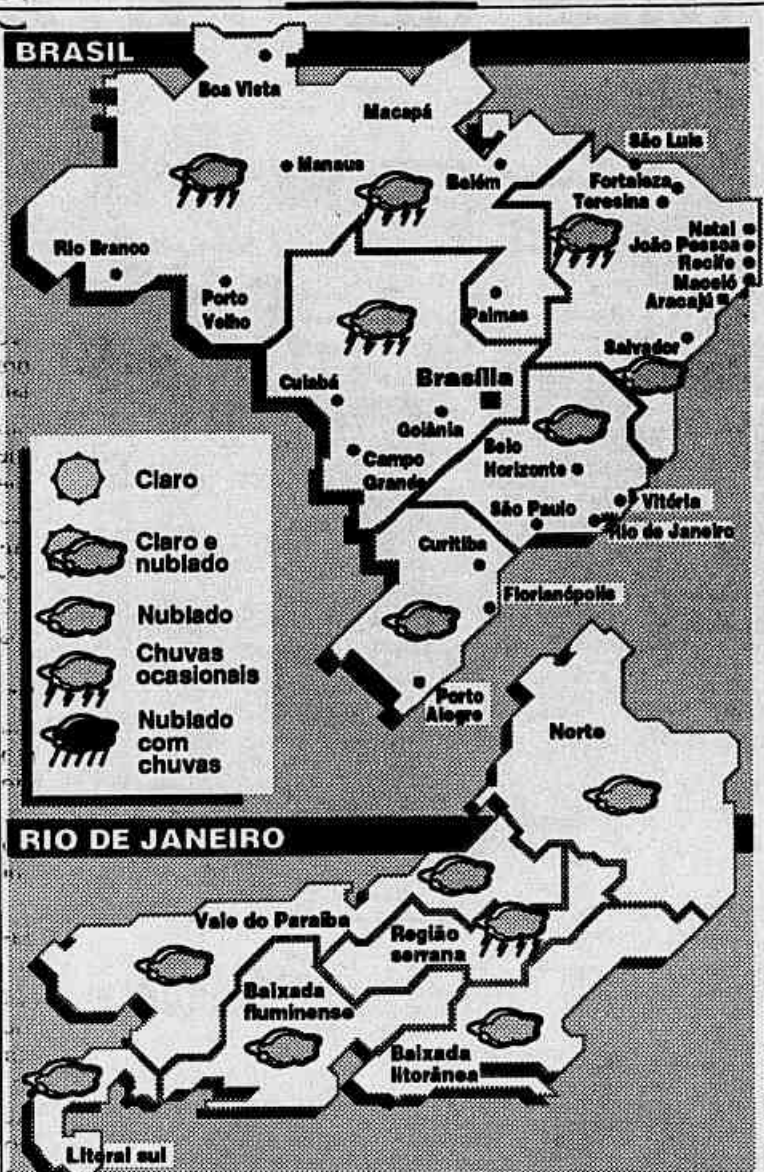 BRASIL
Boa Vista
Macapá
São Luis
Manaus
Belém
Fortaleza
Teresina
Natal
João Pessoa
Recife
Maceió
Aracajú
Rio Branco
Porto
Velho
Palmas
Salvador
Cuiabá
Brasília
Goiânia
Campo
Grande
Belo
Horizonte
São Paulo
Vitória
Rio de Janeiro
Curitiba
Florianópolis
Porto
Alegre
Claro
Claro e
nublado
Nublado
Chuvas
ocasionais
Nublado
com
chuvas
RIO DE JANEIRO
Norte
Vale do Paraíba
Região
serrana
Baixada
fluminense
Baixada
litorânea
Litoral sul